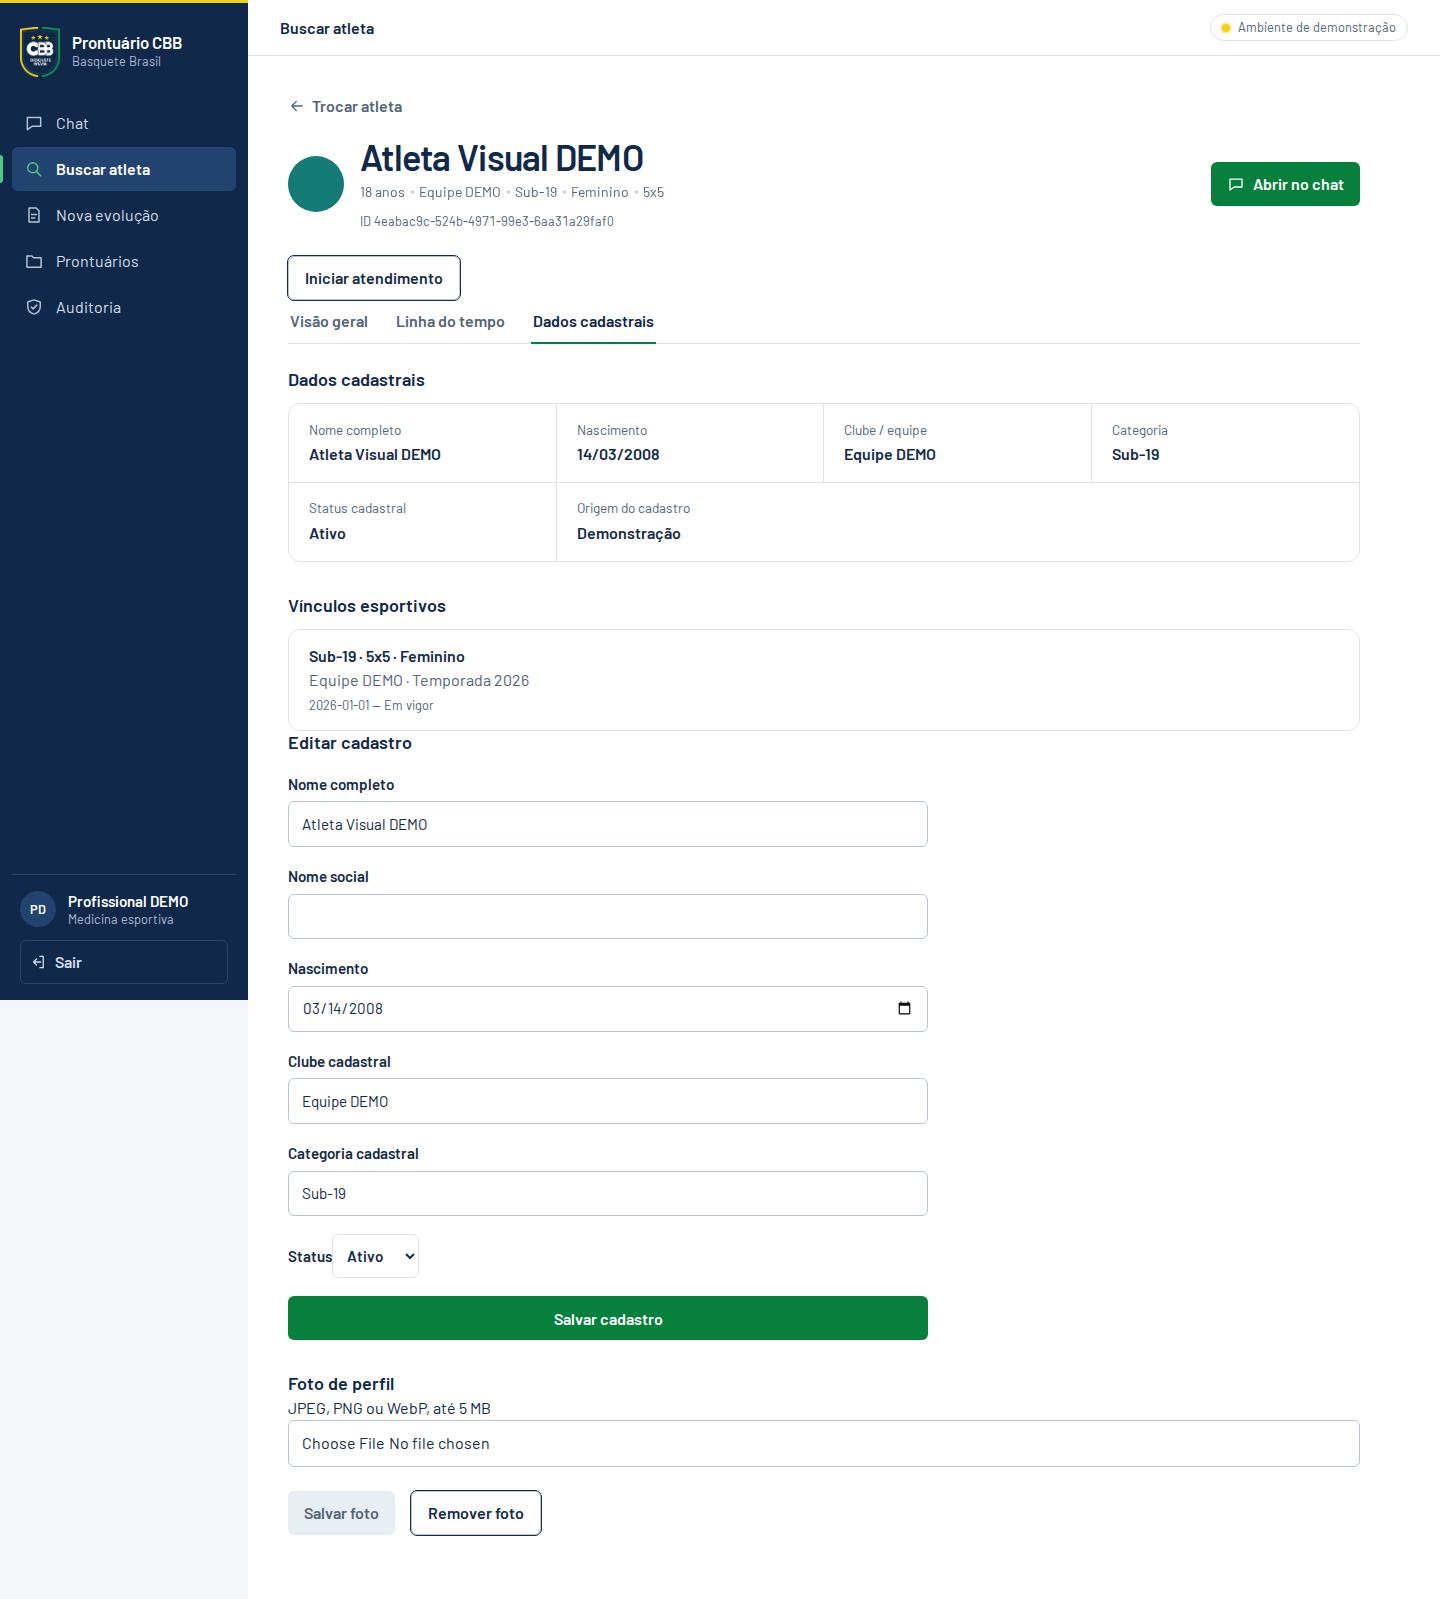 CBB
Prontuário CBB
Basquete Brasil
Chat
Buscar atleta
Nova evolução
Prontuários
Auditoria
PD
Profissional DEMO
Medicina esportiva
Sair
Buscar atleta
Ambiente de demonstração
Trocar atleta
Atleta Visual DEMO
18 anos • Equipe DEMO • Sub-19 • Feminino • 5x5
ID 4eabac9c-524b-4971-99e3-6aa31a29faf0
Abrir no chat
Iniciar atendimento
Visão geral Linha do tempo Dados cadastrais
Dados cadastrais
Nome completo Nascimento Clube / equipe Categoria
Atleta Visual DEMO 14/03/2008 Equipe DEMO Sub-19
Status cadastral Origem do cadastro
Ativo Demonstração
Vínculos esportivos
Sub-19 · 5x5 · Feminino
Equipe DEMO · Temporada 2026
2026-01-01 — Em vigor
Editar cadastro
Nome completo
Atleta Visual DEMO
Nome social
Nascimento
03/14/2008
Clube cadastral
Equipe DEMO
Categoria cadastral
Sub-19
Status Ativo
Salvar cadastro
Foto de perfil
JPEG, PNG ou WebP, até 5 MB
Choose File No file chosen
Salvar foto Remover foto